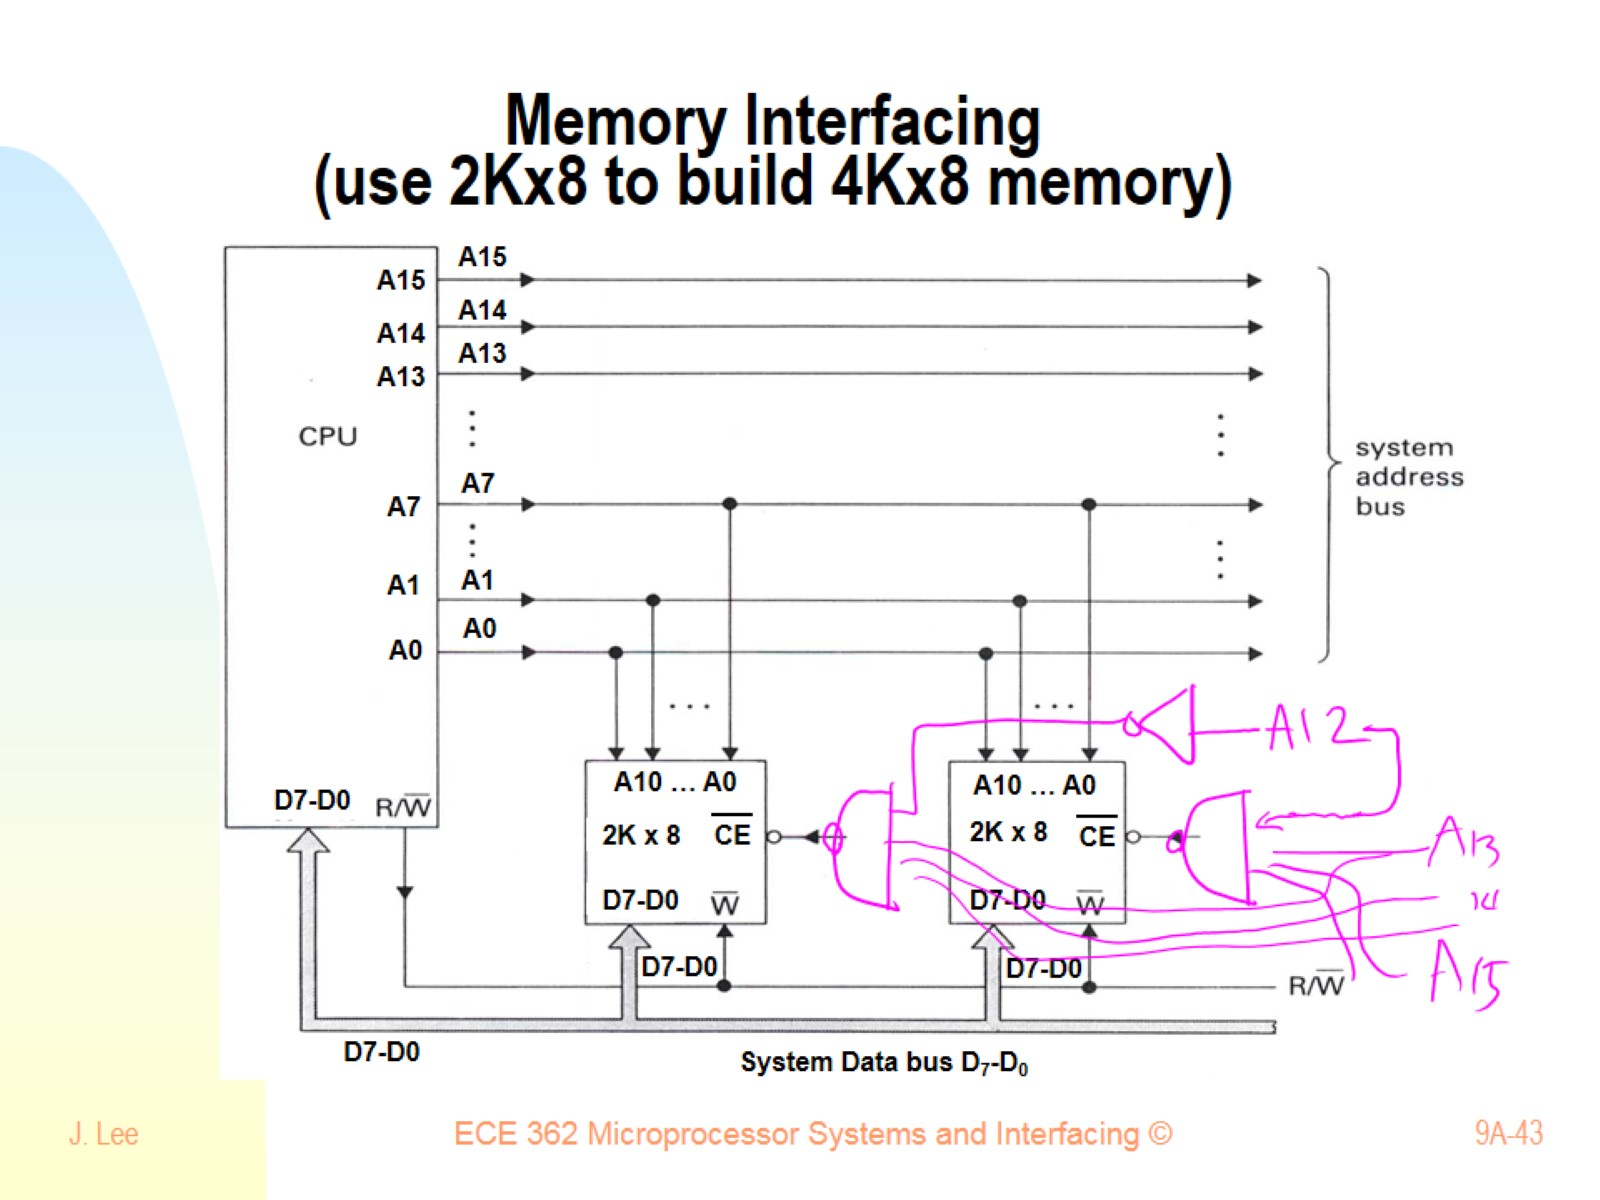 Memory Interfacing
(use 2Kx8 to build 4Kx8 memory)
A15
A15
A14
A14
A13
A13
CPU
system
address
bus
A7
A7
A1
A1
A0
A0
A12
D7-D0 R/W̅
A10 ... A0
2K x 8 C̅E̅
D7-D0 W̅
A10 ... A0
2K x 8 C̅E̅
D7-D0 W̅
A13
14
A15
D7-D0
D7-D0
R/W̅
D7-D0
System Data bus D₇-D₀
J. Lee
ECE 362 Microprocessor Systems and Interfacing ©
9A-43